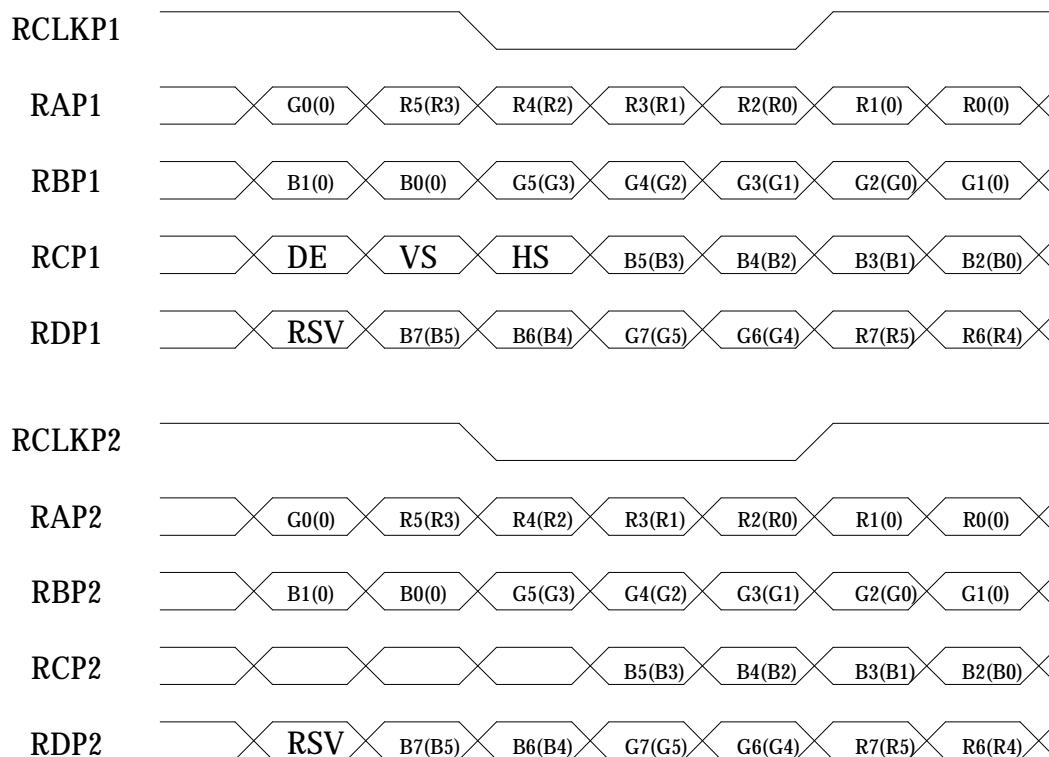 RCLKP1
RAP1 G0(0) R5(R3) R4(R2) R3(R1) R2(R0) R1(0) R0(0)
RBP1 B1(0) B0(0) G5(G3) G4(G2) G3(G1) G2(G0) G1(0)
RCP1 DE VS HS B5(B3) B4(B2) B3(B1) B2(B0)
RDP1 RSV B7(B5) B6(B4) G7(G5) G6(G4) R7(R5) R6(R4)
RCLKP2
RAP2 G0(0) R5(R3) R4(R2) R3(R1) R2(R0) R1(0) R0(0)
RBP2 B1(0) B0(0) G5(G3) G4(G2) G3(G1) G2(G0) G1(0)
RCP2 B5(B3) B4(B2) B3(B1) B2(B0)
RDP2 RSV B7(B5) B6(B4) G7(G5) G6(G4) R7(R5) R6(R4)